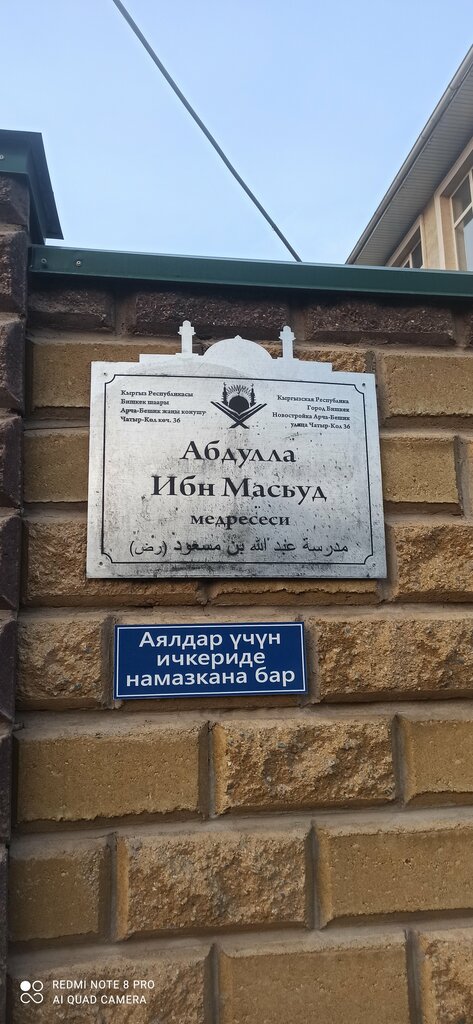 Кыргыз Республикасы
Бишкек шаары
Арча-Бешик жаңы конушу
Чатыр-Көл көч. 36
Кыргызская Республика
Город Бишкек
Новостройка Арча-Бешик
улица Чатыр-Кол 36
Абдулла
Ибн Масьуд
медресеси
مدرسة عبد الله بن مسعود (رض)
Аялдар үчүн
ичкериде
намазкана бар
REDMI NOTE 8 PRO
AI QUAD CAMERA